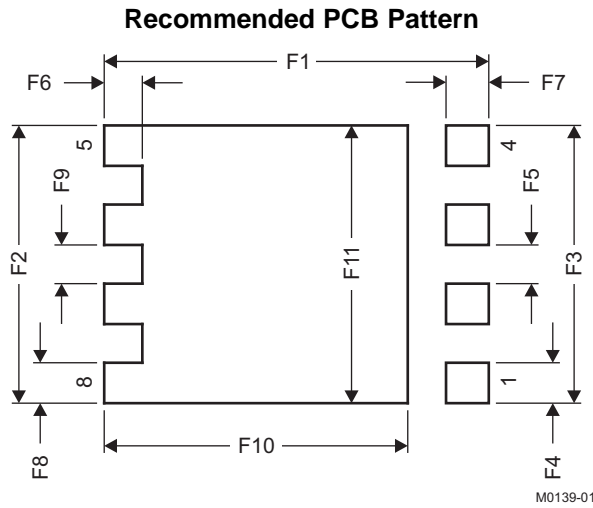 Recommended PCB Pattern
F1
F6
F7
5
4
F9
F5
F2
F11
F3
8
1
F10
F8
F4
M0139-01